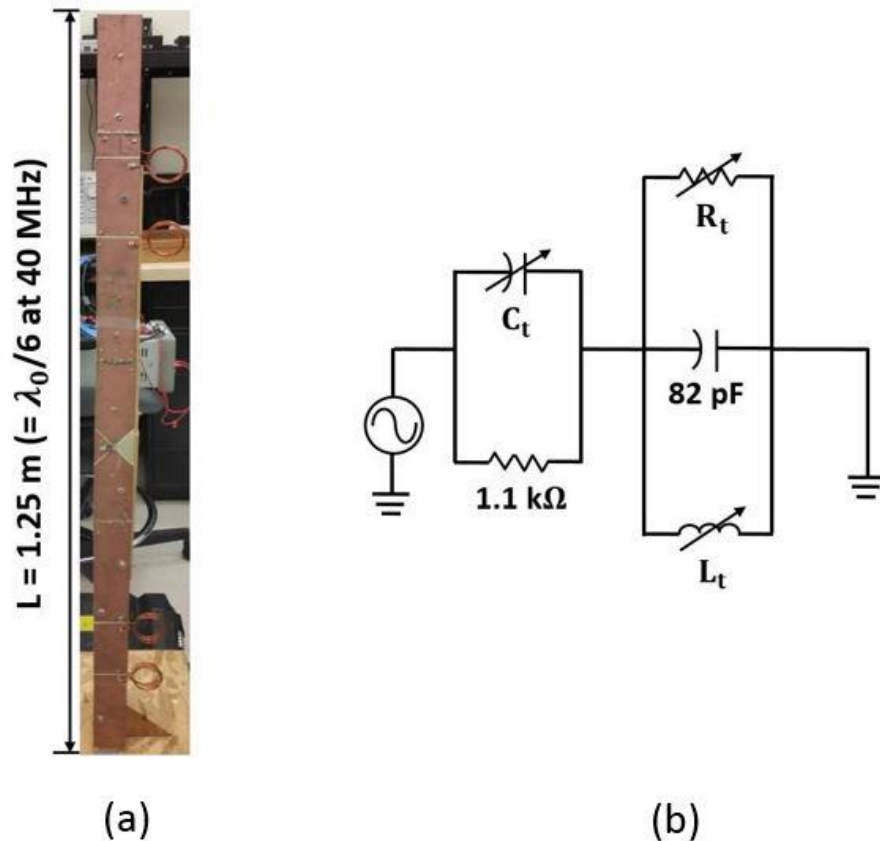 L = 1.25 m (= λ₀/6 at 40 MHz)
Rₜ
Cₜ
82 pF
1.1 kΩ
Lₜ
(a)
(b)